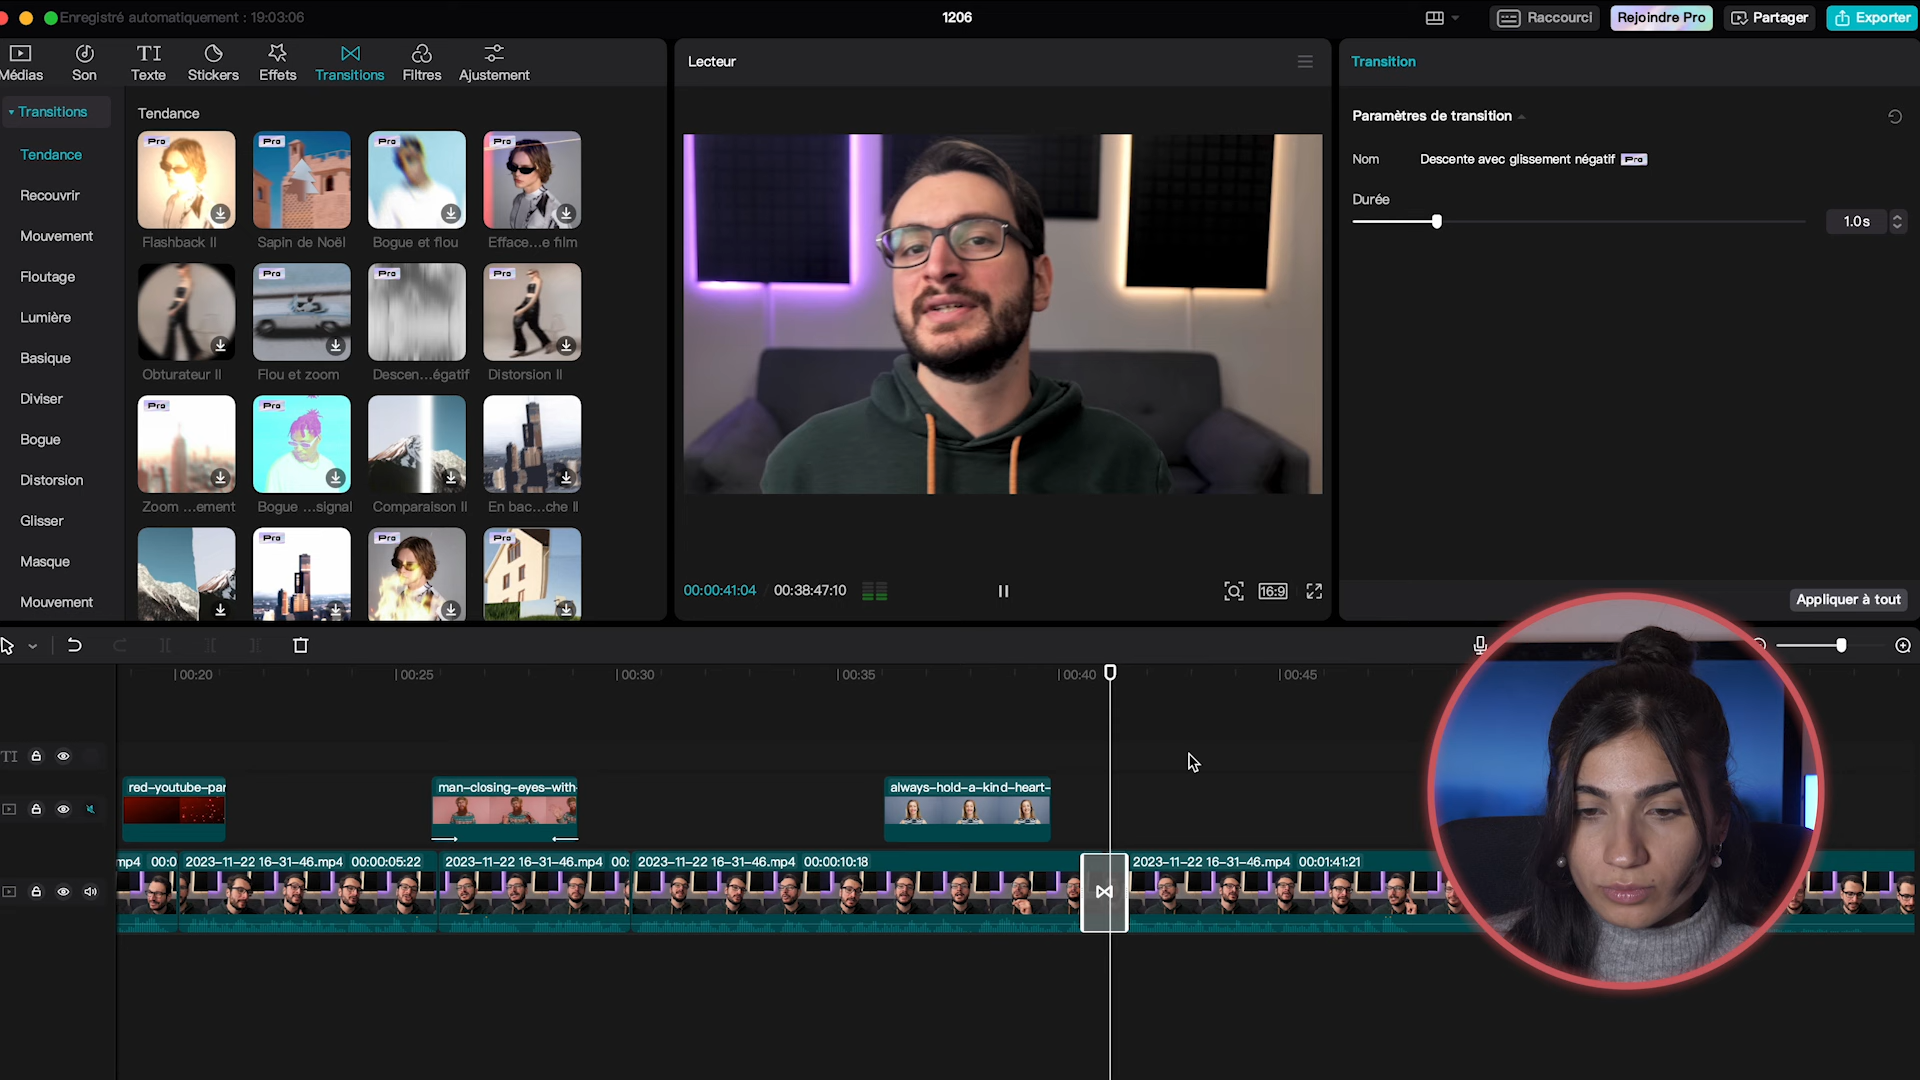 Enregistré automatiquement : 19:03:06
1206
Raccourci
Rejoindre Pro
Partager
Exporter
Médias
Son
TI
Texte
Stickers
Effets
Transitions
Filtres
Ajustement
Transitions
Tendance
Recouvrir
Mouvement
Floutage
Lumière
Basique
Diviser
Bogue
Distorsion
Glisser
Masque
Mouvement
Tendance
Pro
Pro
Pro
Pro
Flashback II
Sapin de Noël
Bogue et flou
Efface...e film
Pro
Pro
Pro
Obturateur II
Flou et zoom
Descen...égatif
Distorsion II
Pro
Pro
Zoom ...ement
Bogue ...signal
Comparaison II
En bac...che II
Pro
Pro
Pro
Lecteur
00:00:41:04 / 00:38:47:10
16:9
Transition
Paramètres de transition
Nom
Descente avec glissement négatif Pro
Durée
1.0s
Appliquer à tout
00:20
00:25
00:30
00:35
00:40
00:45
TI
red-youtube-par
man-closing-eyes-with-
always-hold-a-kind-heart-
mp4 00:0
2023-11-22 16-31-46.mp4 00:00:05:22
2023-11-22 16-31-46.mp4 00:
2023-11-22 16-31-46.mp4 00:00:10:18
2023-11-22 16-31-46.mp4 00:01:41:21